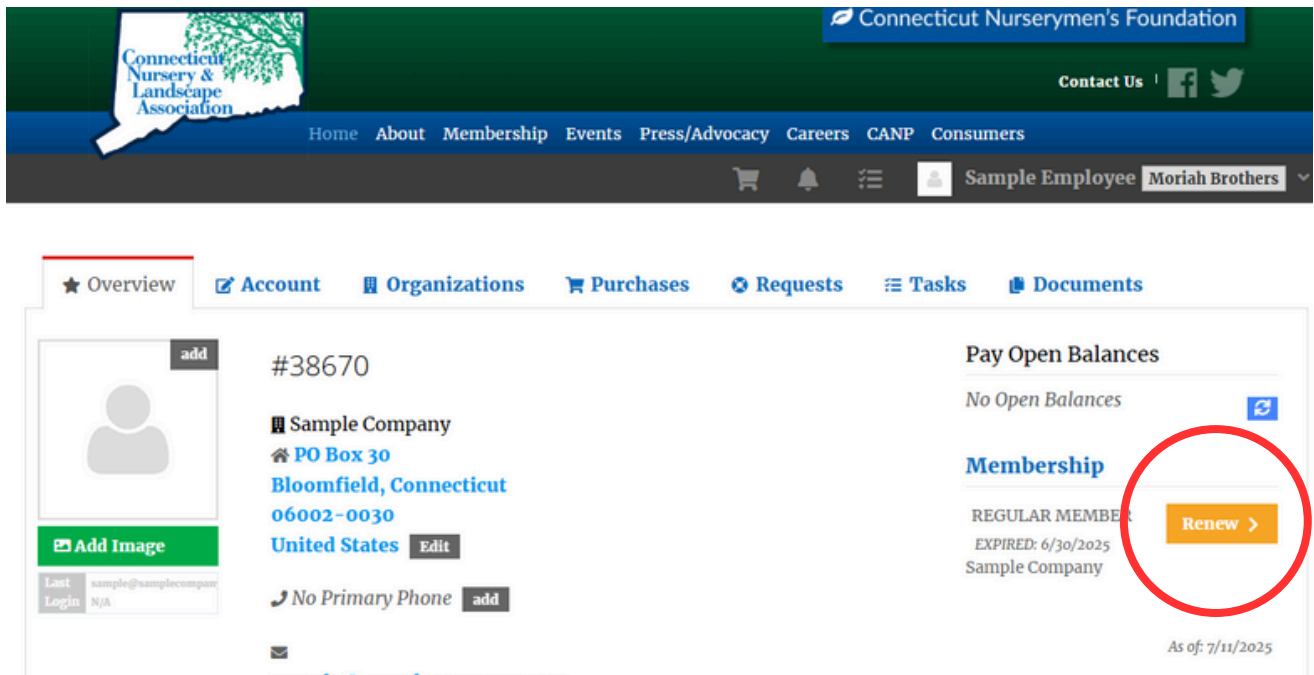 Connecticut Nurserymen's Foundation
Connecticut
Nursery &
Landscape
Association
Contact Us
Home About Membership Events Press/Advocacy Careers CANP Consumers
Sample Employee Moriah Brothers
Overview Account Organizations Purchases Requests Tasks Documents
add
#38670
Sample Company
PO Box 30
Bloomfield, Connecticut
06002-0030
United States Edit
No Primary Phone add
Add Image
Last Login
sample@samplecompan
N/A
Pay Open Balances
No Open Balances
Membership
REGULAR MEMBER
EXPIRED: 6/30/2025
Sample Company
Renew
As of: 7/11/2025